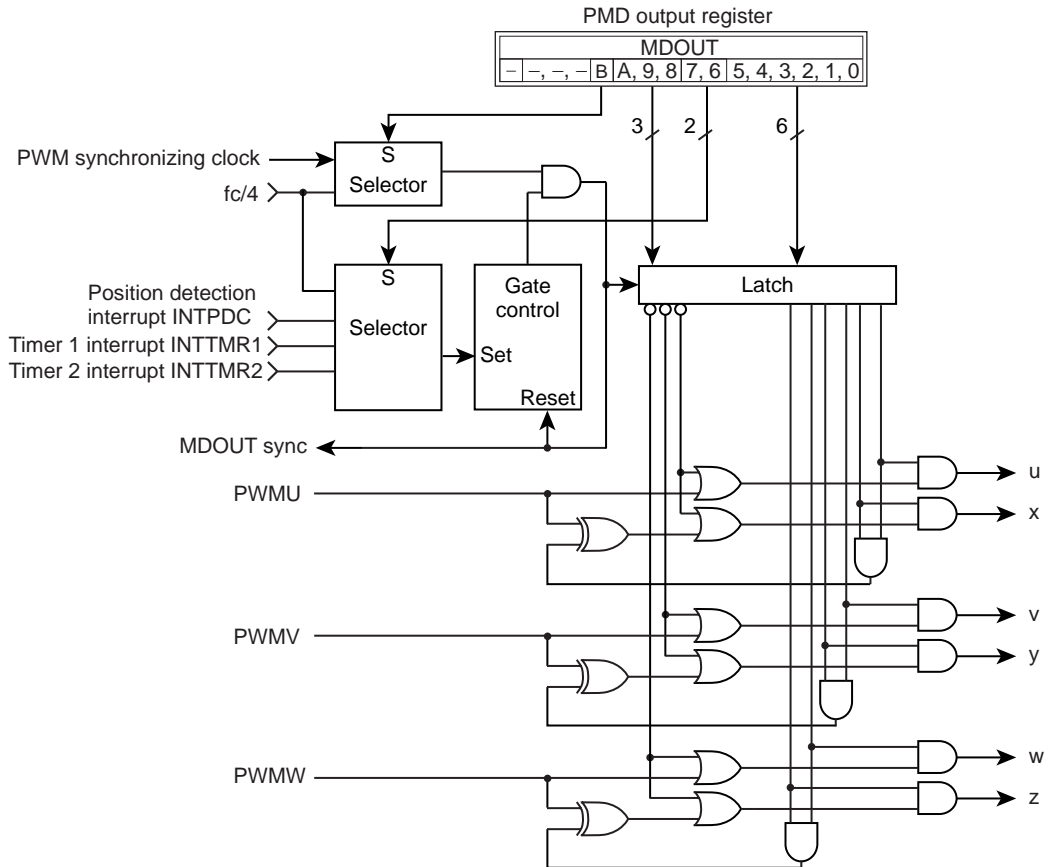 PMD output register
MDOUT
– –, –, – B A, 9, 8 7, 6 5, 4, 3, 2, 1, 0
3 2 6
PWM synchronizing clock
S
Selector
fc/4
S
Selector
Gate
control
Set
Reset
Latch
Position detection
interrupt INTPDC
Timer 1 interrupt INTTMR1
Timer 2 interrupt INTTMR2
MDOUT sync
PWMU
u
x
PWMV
v
y
PWMW
w
z